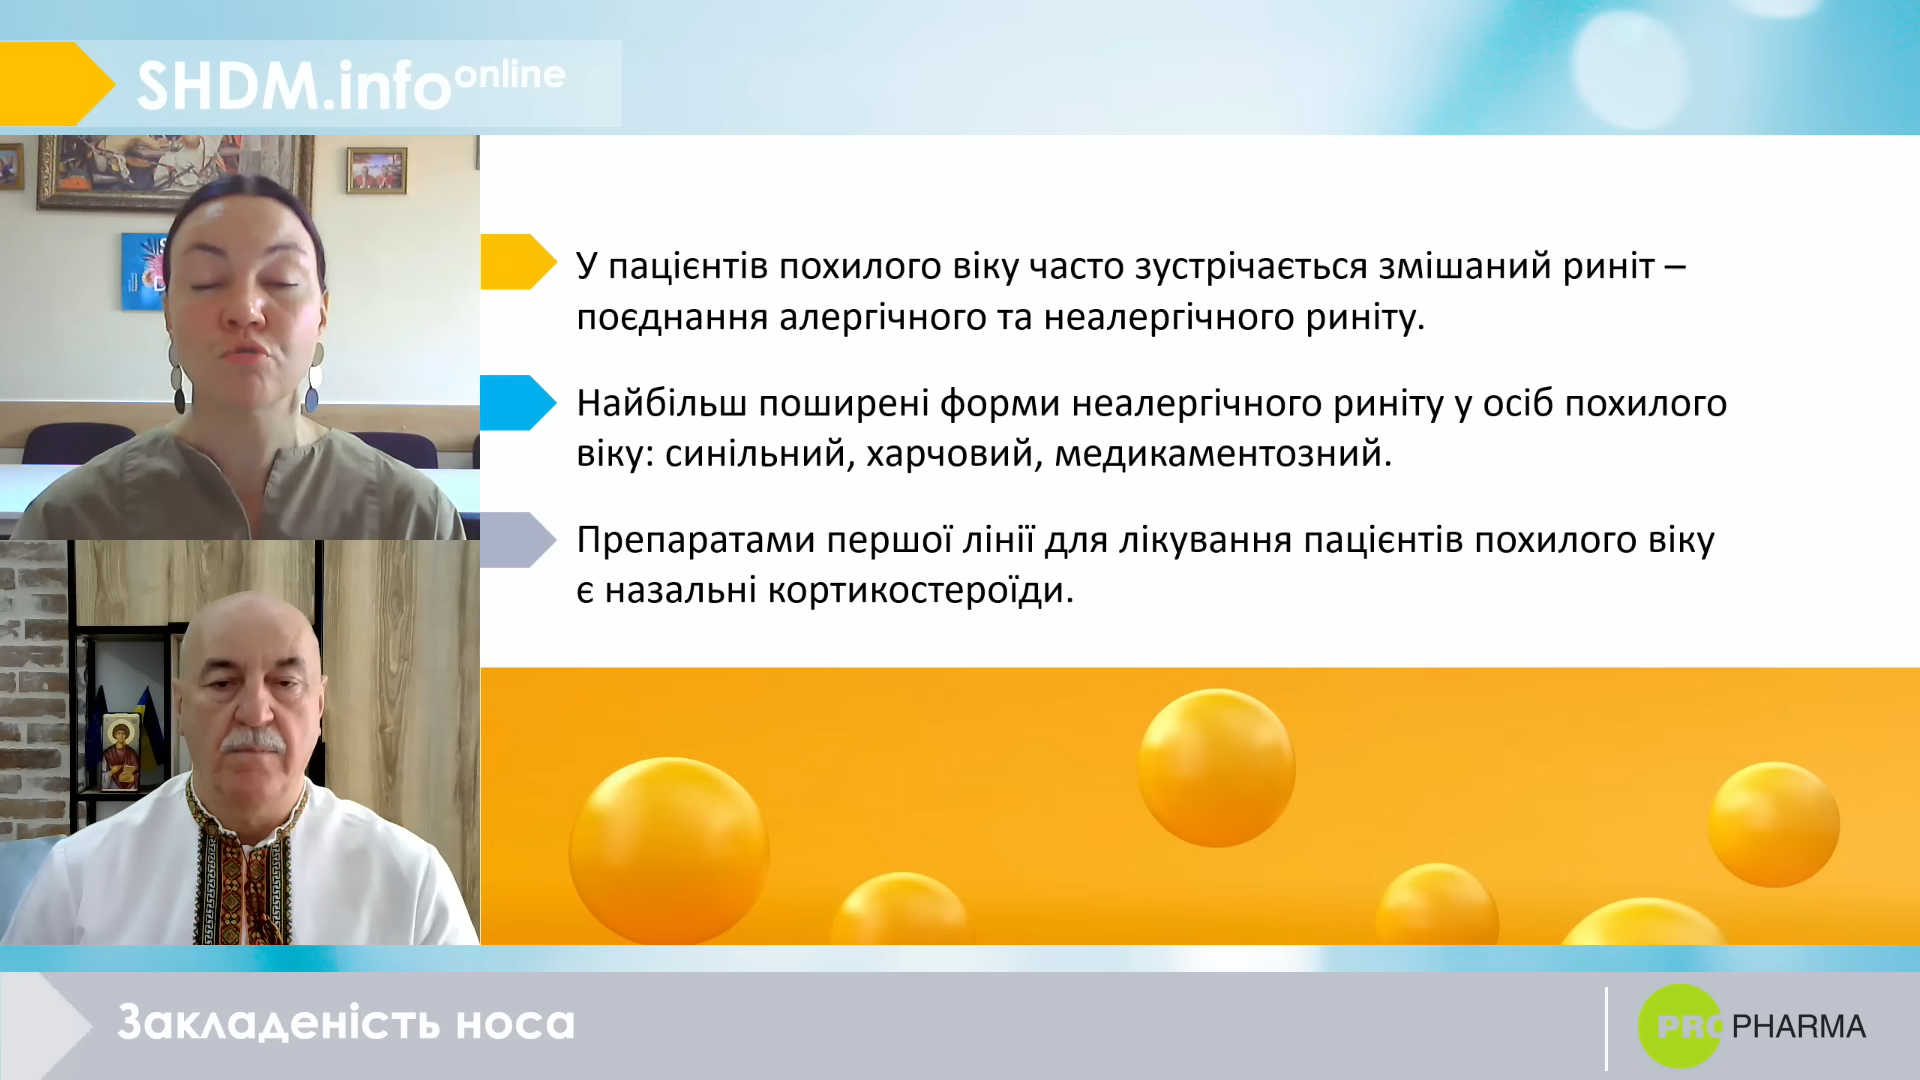 SHDM.info online
У пацієнтів похилого віку часто зустрічається змішаний риніт –
поєднання алергічного та неалергічного риніту.
Найбільш поширені форми неалергічного риніту у осіб похилого
віку: синільний, харчовий, медикаментозний.
Препаратами першої лінії для лікування пацієнтів похилого віку
є назальні кортикостероїди.
Закладеність носа
PRO PHARMA